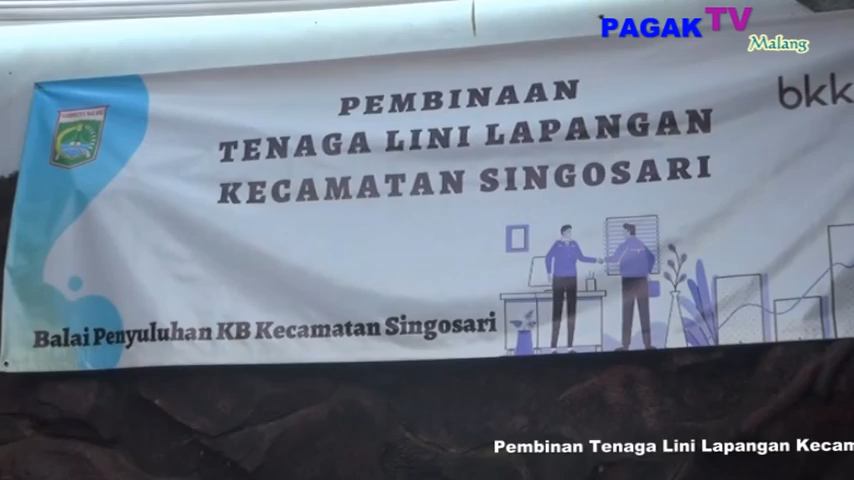 PAGAK TV
Malang
bkk
PEMBINAAN
TENAGA LINI LAPANGAN
KECAMATAN SINGOSARI
Balai Penyuluhan KB Kecamatan Singosari
Pembinan Tenaga Lini Lapangan Kecam